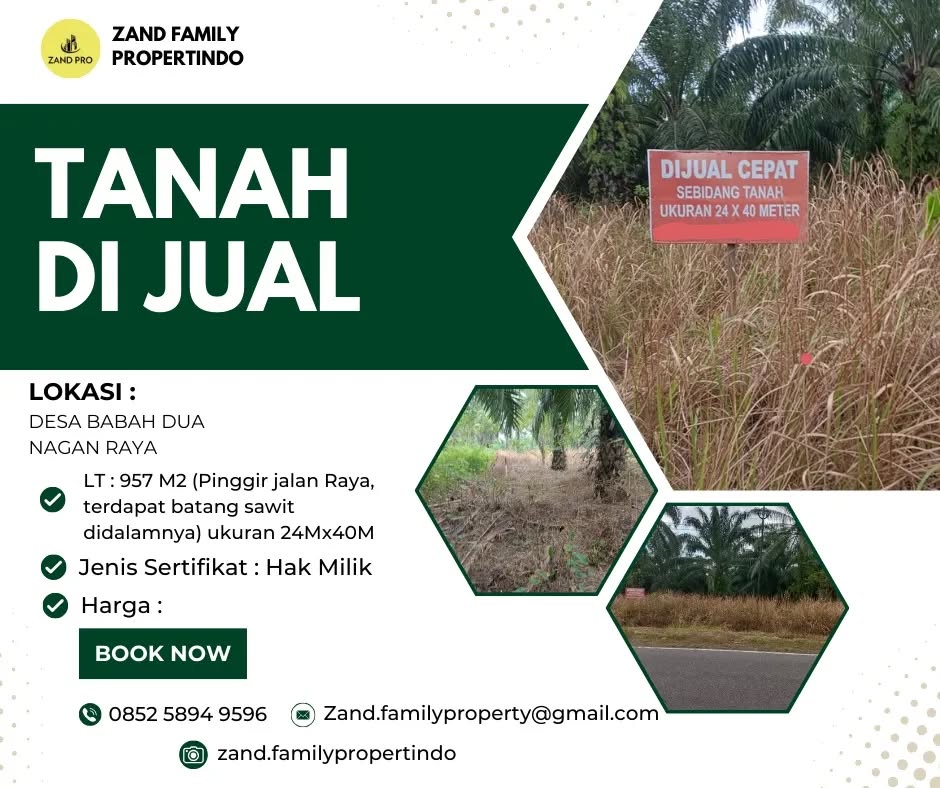 ZAND PRO
ZAND FAMILY
PROPERTINDO
TANAH
DI JUAL
DIJUAL CEPAT
SEBIDANG TANAH
UKURAN 24 X 40 METER
LOKASI :
DESA BABAH DUA
NAGAN RAYA
LT : 957 M2 (Pinggir jalan Raya,
terdapat batang sawit
didalamnya) ukuran 24Mx40M
Jenis Sertifikat : Hak Milik
Harga :
BOOK NOW
0852 5894 9596
Zand.familyproperty@gmail.com
zand.familypropertindo